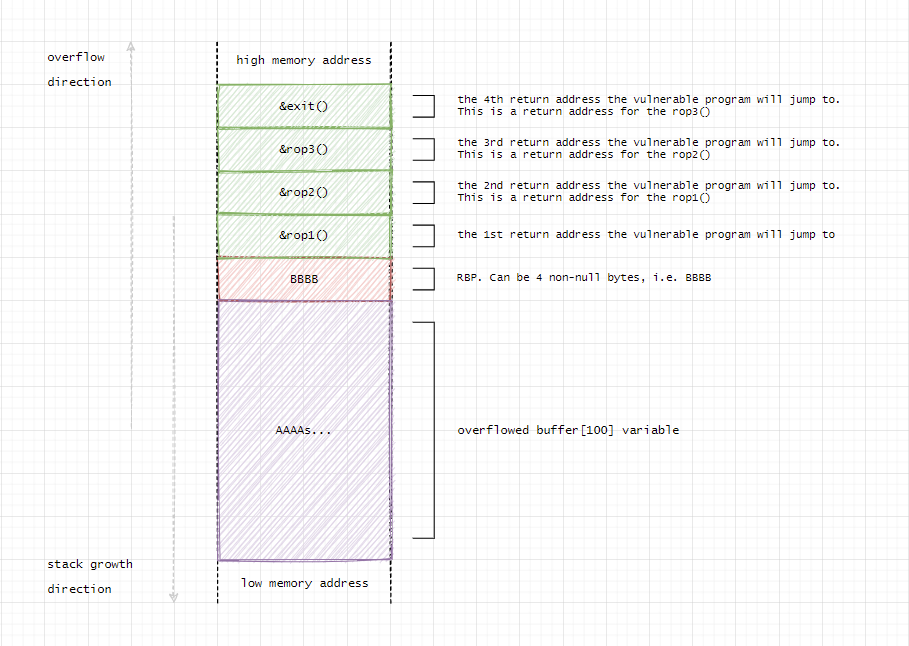 overflow
direction
high memory address
&exit()
the 4th return address the vulnerable program will jump to.
This is a return address for the rop3()
&rop3()
the 3rd return address the vulnerable program will jump to.
This is a return address for the rop2()
&rop2()
the 2nd return address the vulnerable program will jump to.
This is a return address for the rop1()
&rop1()
the 1st return address the vulnerable program will jump to
BBBB
RBP. Can be 4 non-null bytes, i.e. BBBB
AAAAs...
overflowed buffer[100] variable
stack growth
direction
low memory address